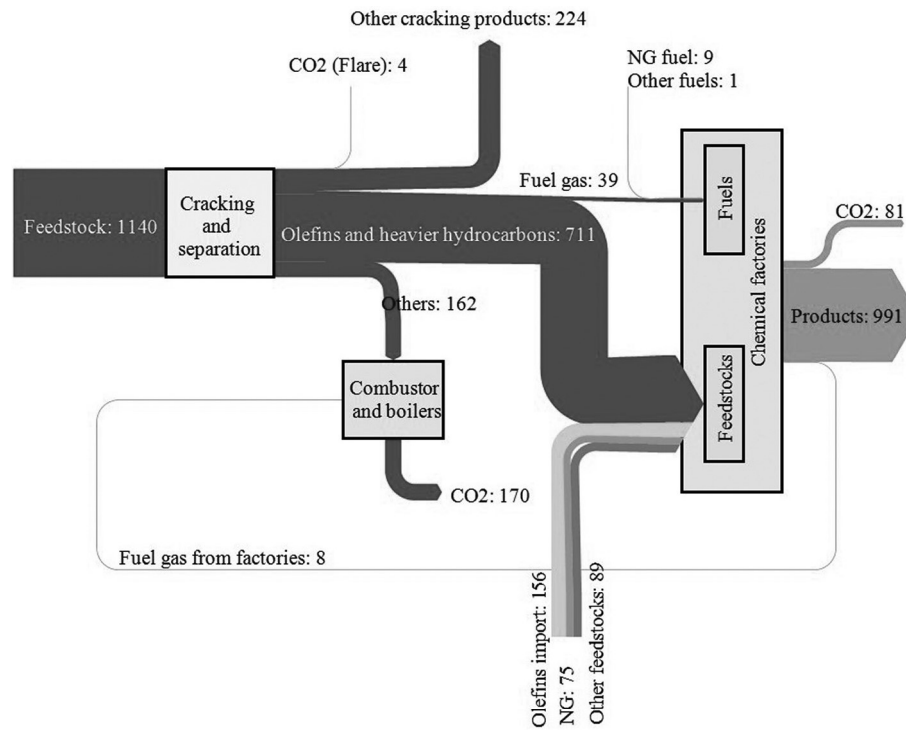 Other cracking products: 224
CO2 (Flare): 4
NG fuel: 9
Other fuels: 1
Fuel gas: 39
Fuels
CO2: 81
Feedstock: 1140
Cracking
and
separation
Olefins and heavier hydrocarbons: 711
Chemical factories
Products: 991
Others: 162
Combustor
and boilers
Feedstocks
CO2: 170
Fuel gas from factories: 8
Olefins import: 156
NG: 75
Other feedstocks: 89